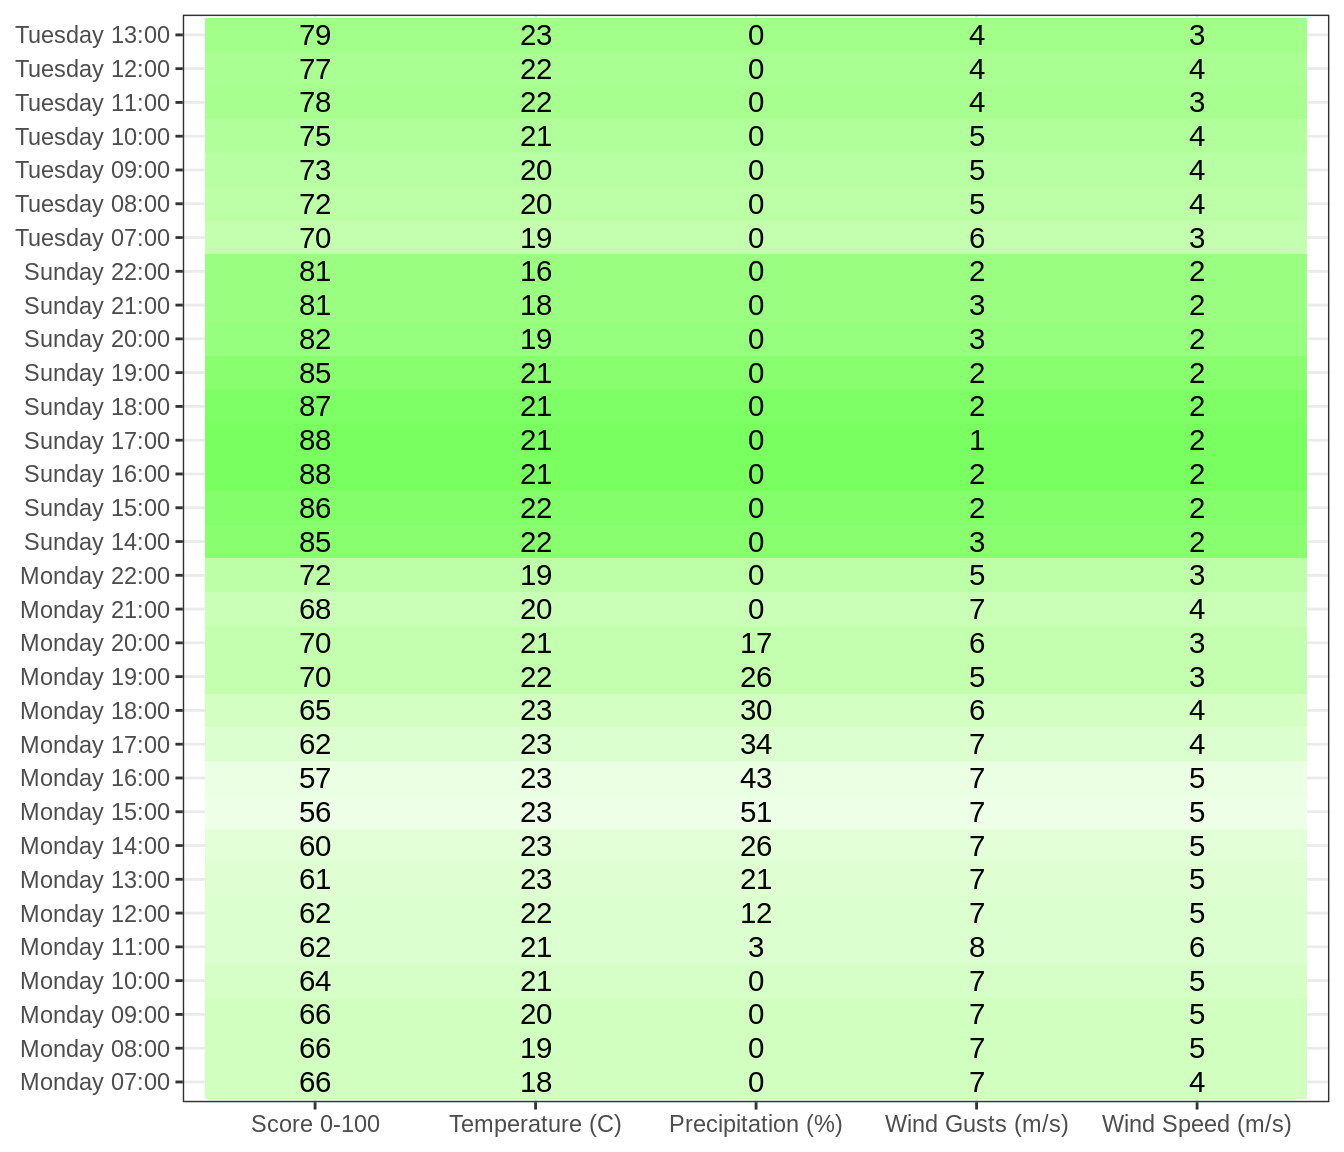 Tuesday 13:00 79 23 0 4 3
Tuesday 12:00 77 22 0 4 4
Tuesday 11:00 78 22 0 4 3
Tuesday 10:00 75 21 0 5 4
Tuesday 09:00 73 20 0 5 4
Tuesday 08:00 72 20 0 5 4
Tuesday 07:00 70 19 0 6 3
Sunday 22:00 81 16 0 2 2
Sunday 21:00 81 18 0 3 2
Sunday 20:00 82 19 0 3 2
Sunday 19:00 85 21 0 2 2
Sunday 18:00 87 21 0 2 2
Sunday 17:00 88 21 0 1 2
Sunday 16:00 88 21 0 2 2
Sunday 15:00 86 22 0 2 2
Sunday 14:00 85 22 0 3 2
Monday 22:00 72 19 0 5 3
Monday 21:00 68 20 0 7 4
Monday 20:00 70 21 17 6 3
Monday 19:00 70 22 26 5 3
Monday 18:00 65 23 30 6 4
Monday 17:00 62 23 34 7 4
Monday 16:00 57 23 43 7 5
Monday 15:00 56 23 51 7 5
Monday 14:00 60 23 26 7 5
Monday 13:00 61 23 21 7 5
Monday 12:00 62 22 12 7 5
Monday 11:00 62 21 3 8 6
Monday 10:00 64 21 0 7 5
Monday 09:00 66 20 0 7 5
Monday 08:00 66 19 0 7 5
Monday 07:00 66 18 0 7 4
Score 0-100 Temperature (C) Precipitation (%) Wind Gusts (m/s) Wind Speed (m/s)